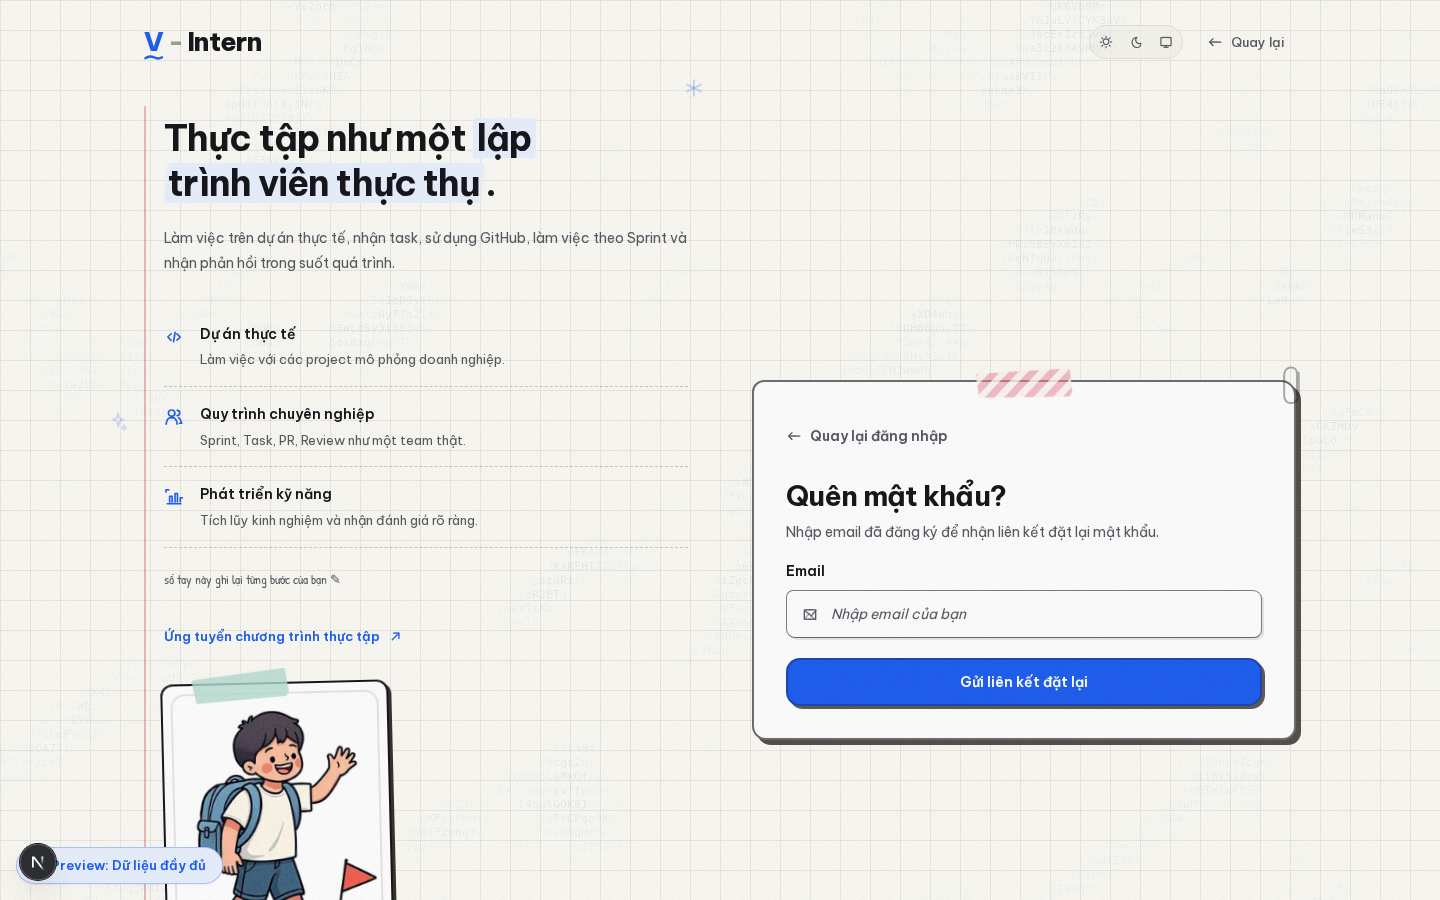 V - Intern
Quay lại
Thực tập như một lập
trình viên thực thụ.
Làm việc trên dự án thực tế, nhận task, sử dụng GitHub, làm việc theo Sprint và
nhận phản hồi trong suốt quá trình.
Dự án thực tế
Làm việc với các project mô phỏng doanh nghiệp.
Quy trình chuyên nghiệp
Sprint, Task, PR, Review như một team thật.
Phát triển kỹ năng
Tích lũy kinh nghiệm và nhận đánh giá rõ ràng.
sổ tay này ghi lại từng bước của bạn ✎
Ứng tuyển chương trình thực tập
Quay lại đăng nhập
Quên mật khẩu?
Nhập email đã đăng ký để nhận liên kết đặt lại mật khẩu.
Email
Nhập email của bạn
Gửi liên kết đặt lại
N
Preview: Dữ liệu đầy đủ